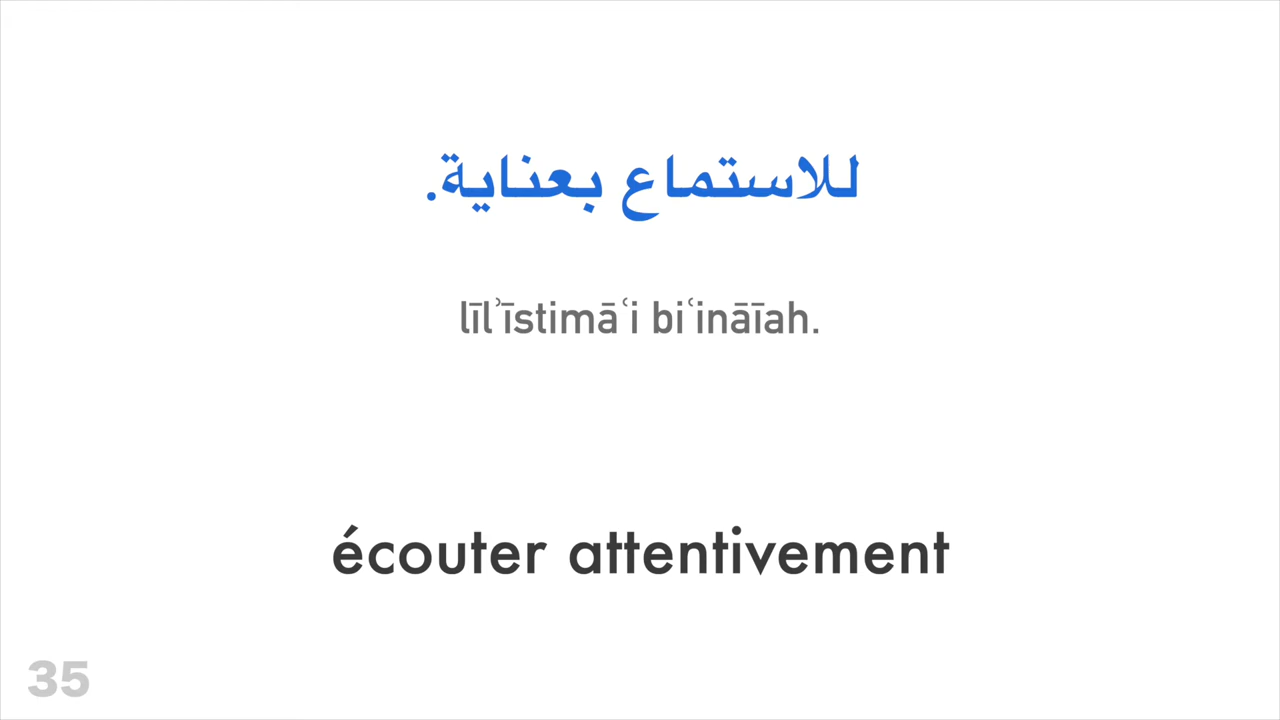 للاستماع بعناية.
līlʾīstimāʿi biʿināīah.
écouter attentivement
35